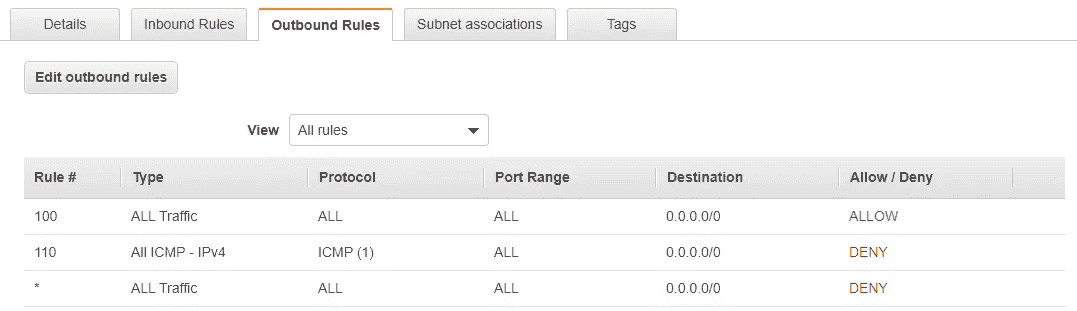 Details Inbound Rules Outbound Rules Subnet associations Tags
Edit outbound rules
View All rules
Rule # Type Protocol Port Range Destination Allow / Deny
100 ALL Traffic ALL ALL 0.0.0.0/0 ALLOW
110 All ICMP - IPv4 ICMP (1) ALL 0.0.0.0/0 DENY
* ALL Traffic ALL ALL 0.0.0.0/0 DENY